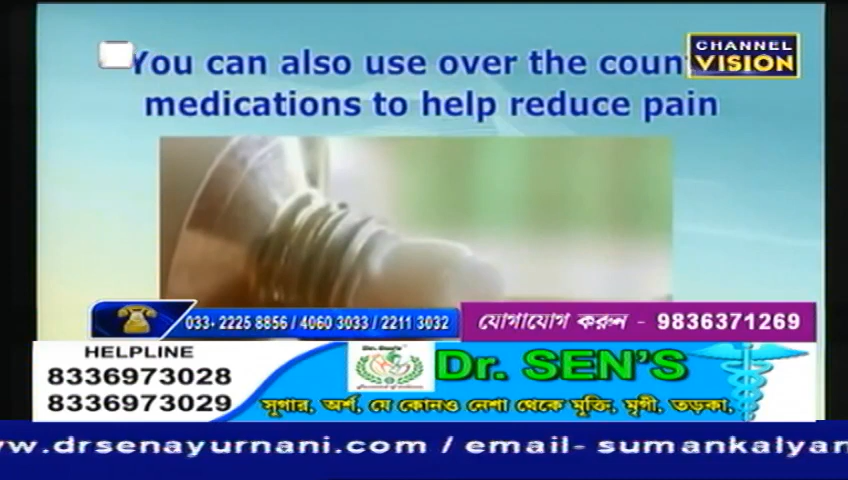 You can also use over the coun
CHANNEL
VISION
medications to help reduce pain
033- 2225 8856 / 4060 3033 / 2211 3032
যোগাযোগ করুন - 9836371269
HELPLINE
8336973028
8336973029
Dr. SEN'S
সুগার, অর্শ, যে কোনও নেশা থেকে মুক্তি, মৃগী, তড়কা,
ww.drsenayurnani.com / email- sumankalyan